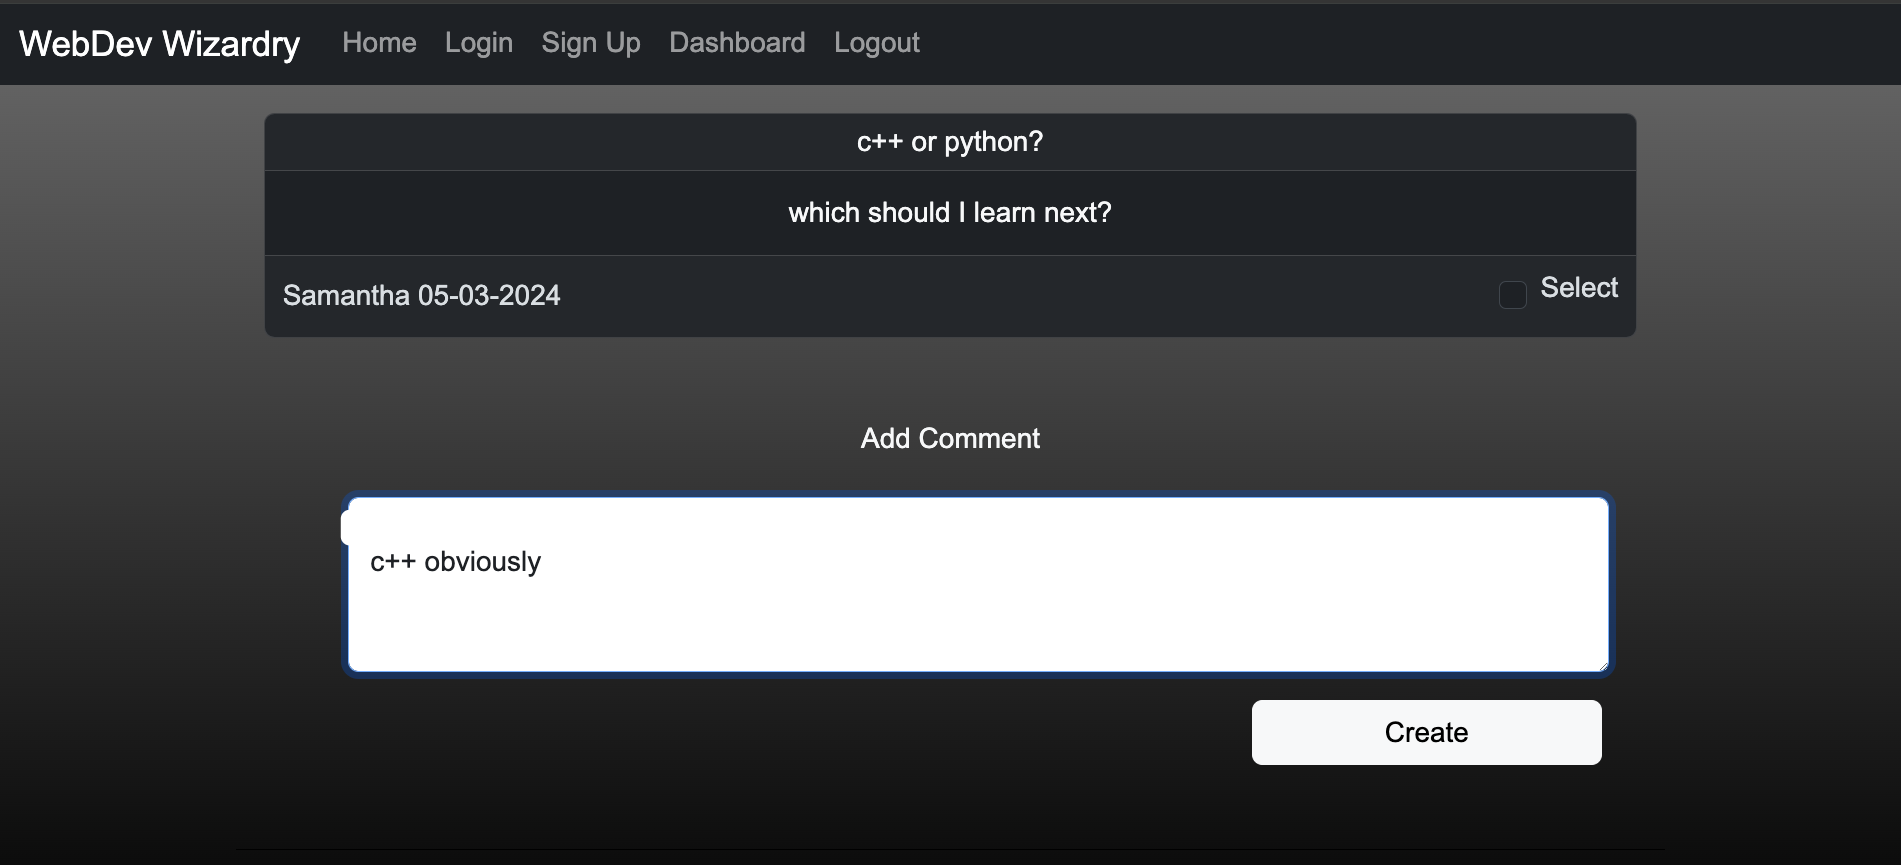 WebDev Wizardry Home Login Sign Up Dashboard Logout
c++ or python?
which should I learn next?
Samantha 05-03-2024 Select
Add Comment
c++ obviously
Create